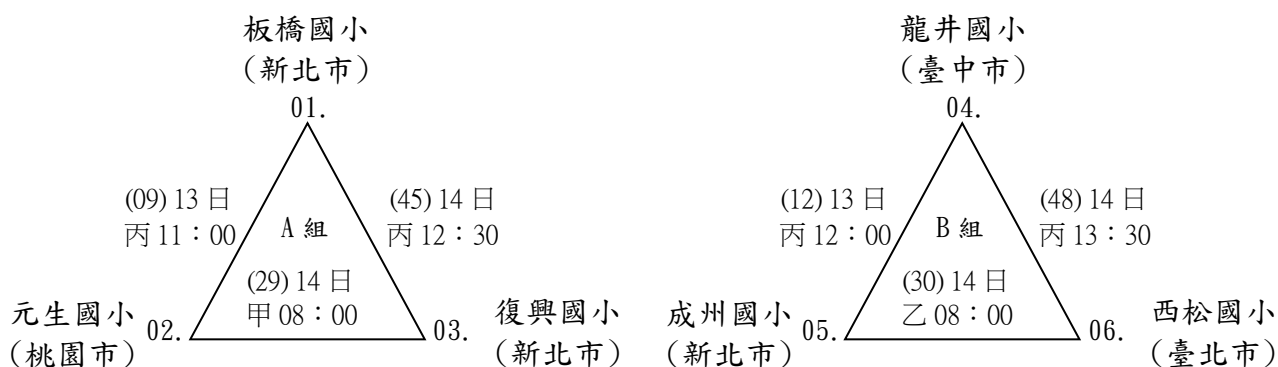 板橋國小
（新北市）
01.
(09) 13 日
丙 11：00
(45) 14 日
丙 12：30
A 組
(29) 14 日
甲 08：00
元生國小
（桃園市）
02.
03.
復興國小
（新北市）
龍井國小
（臺中市）
04.
(12) 13 日
丙 12：00
(48) 14 日
丙 13：30
B 組
(30) 14 日
乙 08：00
成州國小
（新北市）
05.
06.
西松國小
（臺北市）